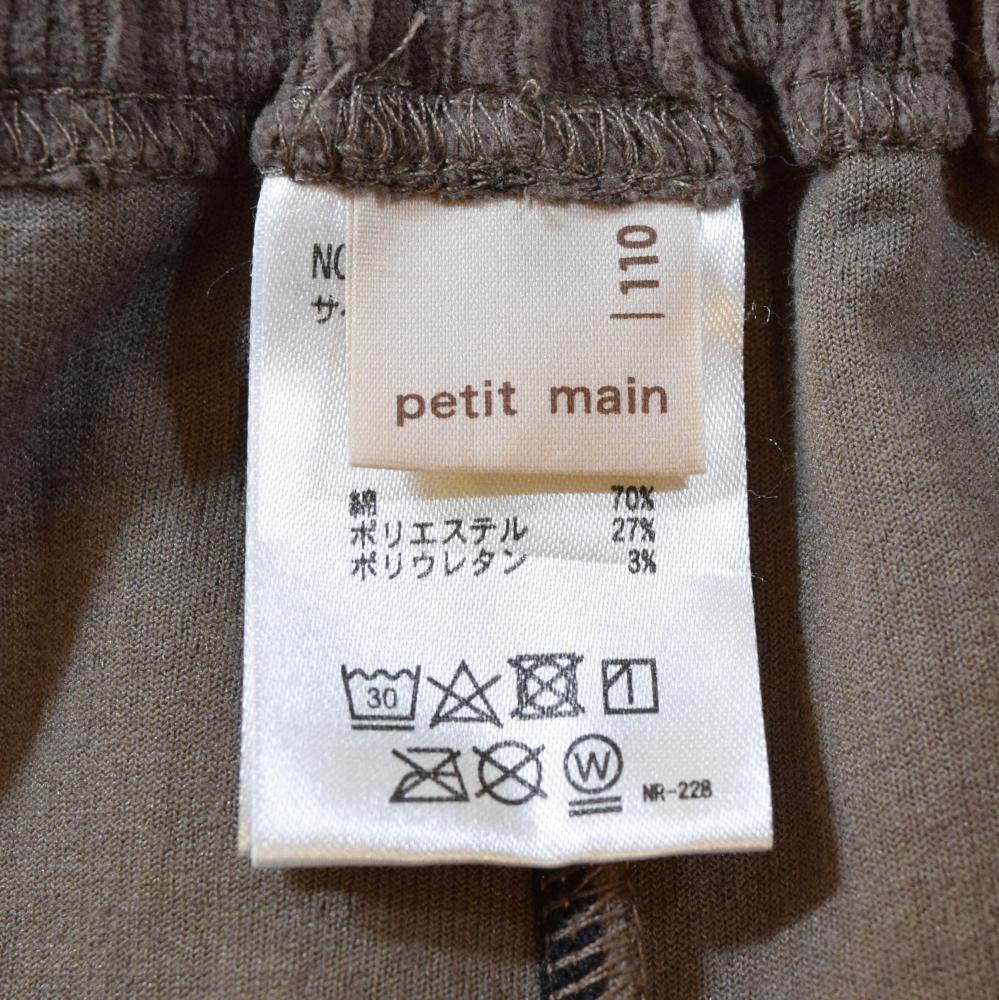 110
petit main
綿 70%
ポリエステル 27%
ポリウレタン 3%
30
W
NR-228